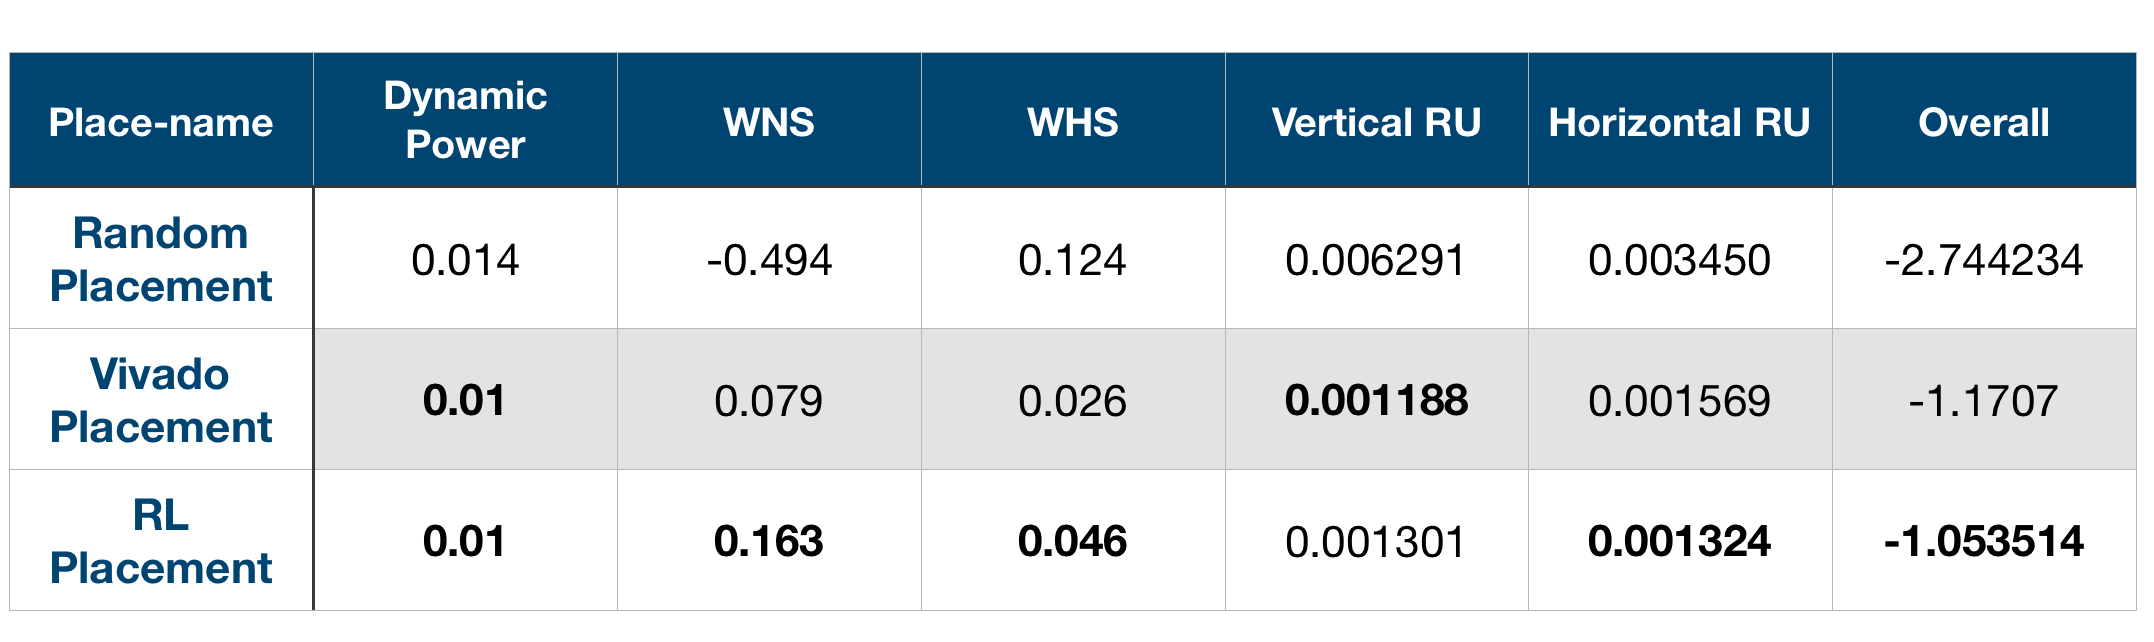 Place-name Dynamic Power WNS WHS Vertical RU Horizontal RU Overall
Random Placement 0.014 -0.494 0.124 0.006291 0.003450 -2.744234
Vivado Placement 0.01 0.079 0.026 0.001188 0.001569 -1.1707
RL Placement 0.01 0.163 0.046 0.001301 0.001324 -1.053514